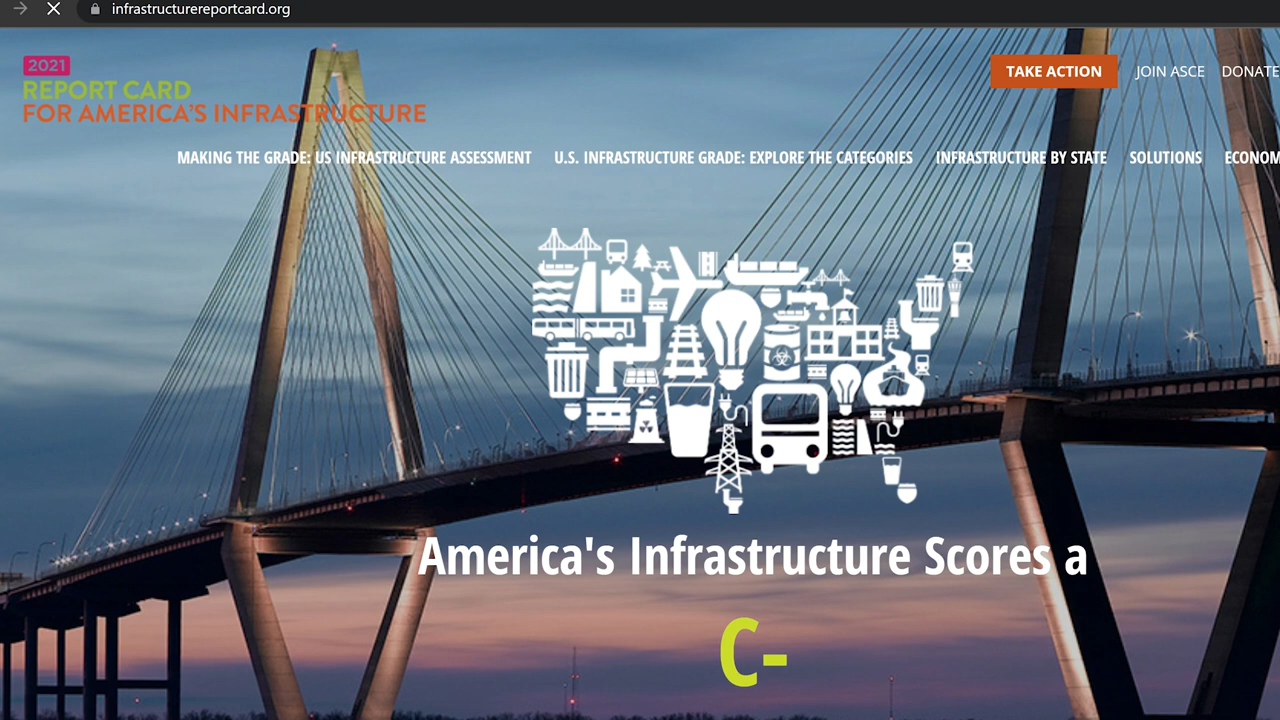 infrastructurereportcard.org
2021
REPORT CARD
FOR AMERICA'S INFRASTRUCTURE
TAKE ACTION JOIN ASCE DONATE
MAKING THE GRADE: US INFRASTRUCTURE ASSESSMENT U.S. INFRASTRUCTURE GRADE: EXPLORE THE CATEGORIES INFRASTRUCTURE BY STATE SOLUTIONS ECONOM
America's Infrastructure Scores a
C-